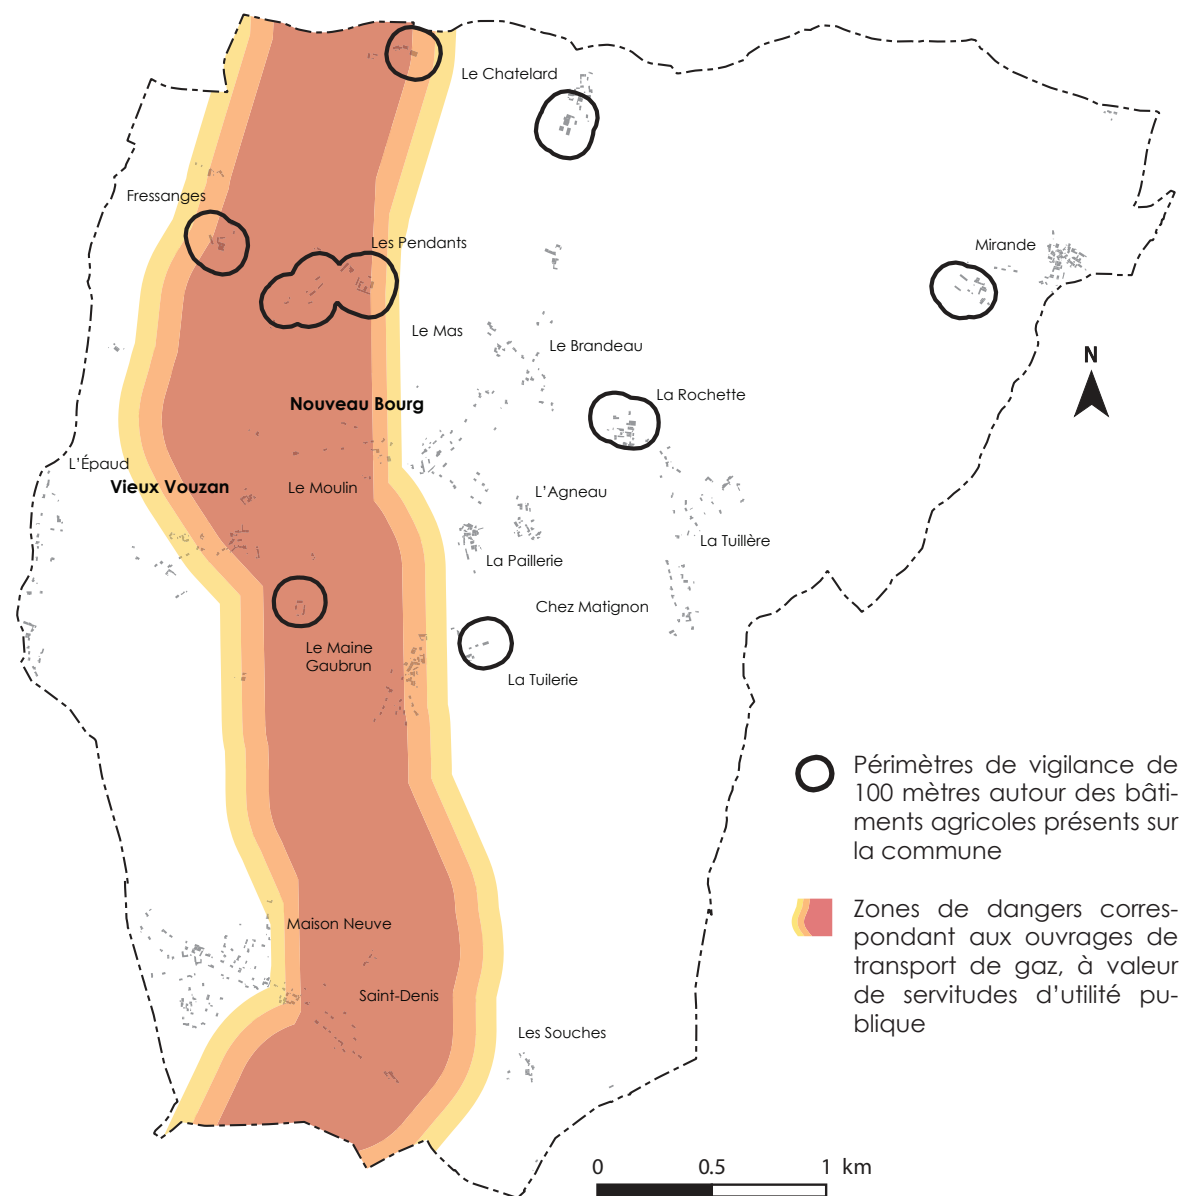 Le Chatelard
Fressanges
Les Pendants
Mirande
Le Mas
Le Brandeau
N
La Rochette
Nouveau Bourg
L'Épaud
Vieux Vouzan
Le Moulin
L'Agneau
La Tuillère
La Paillerie
Chez Matignon
Le Maine
Gaubrun
La Tuilerie
Périmètres de vigilance de
100 mètres autour des bâti-
ments agricoles présents sur
la commune
Zones de dangers corres-
pondant aux ouvrages de
transport de gaz, à valeur
de servitudes d'utilité pu-
blique
Maison Neuve
Saint-Denis
Les Souches
0 0.5 1 km